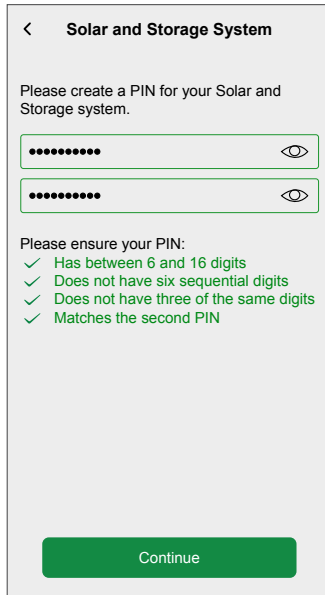 Solar and Storage System
Please create a PIN for your Solar and
Storage system.
••••••••••
••••••••••
Please ensure your PIN:
Has between 6 and 16 digits
Does not have six sequential digits
Does not have three of the same digits
Matches the second PIN
Continue